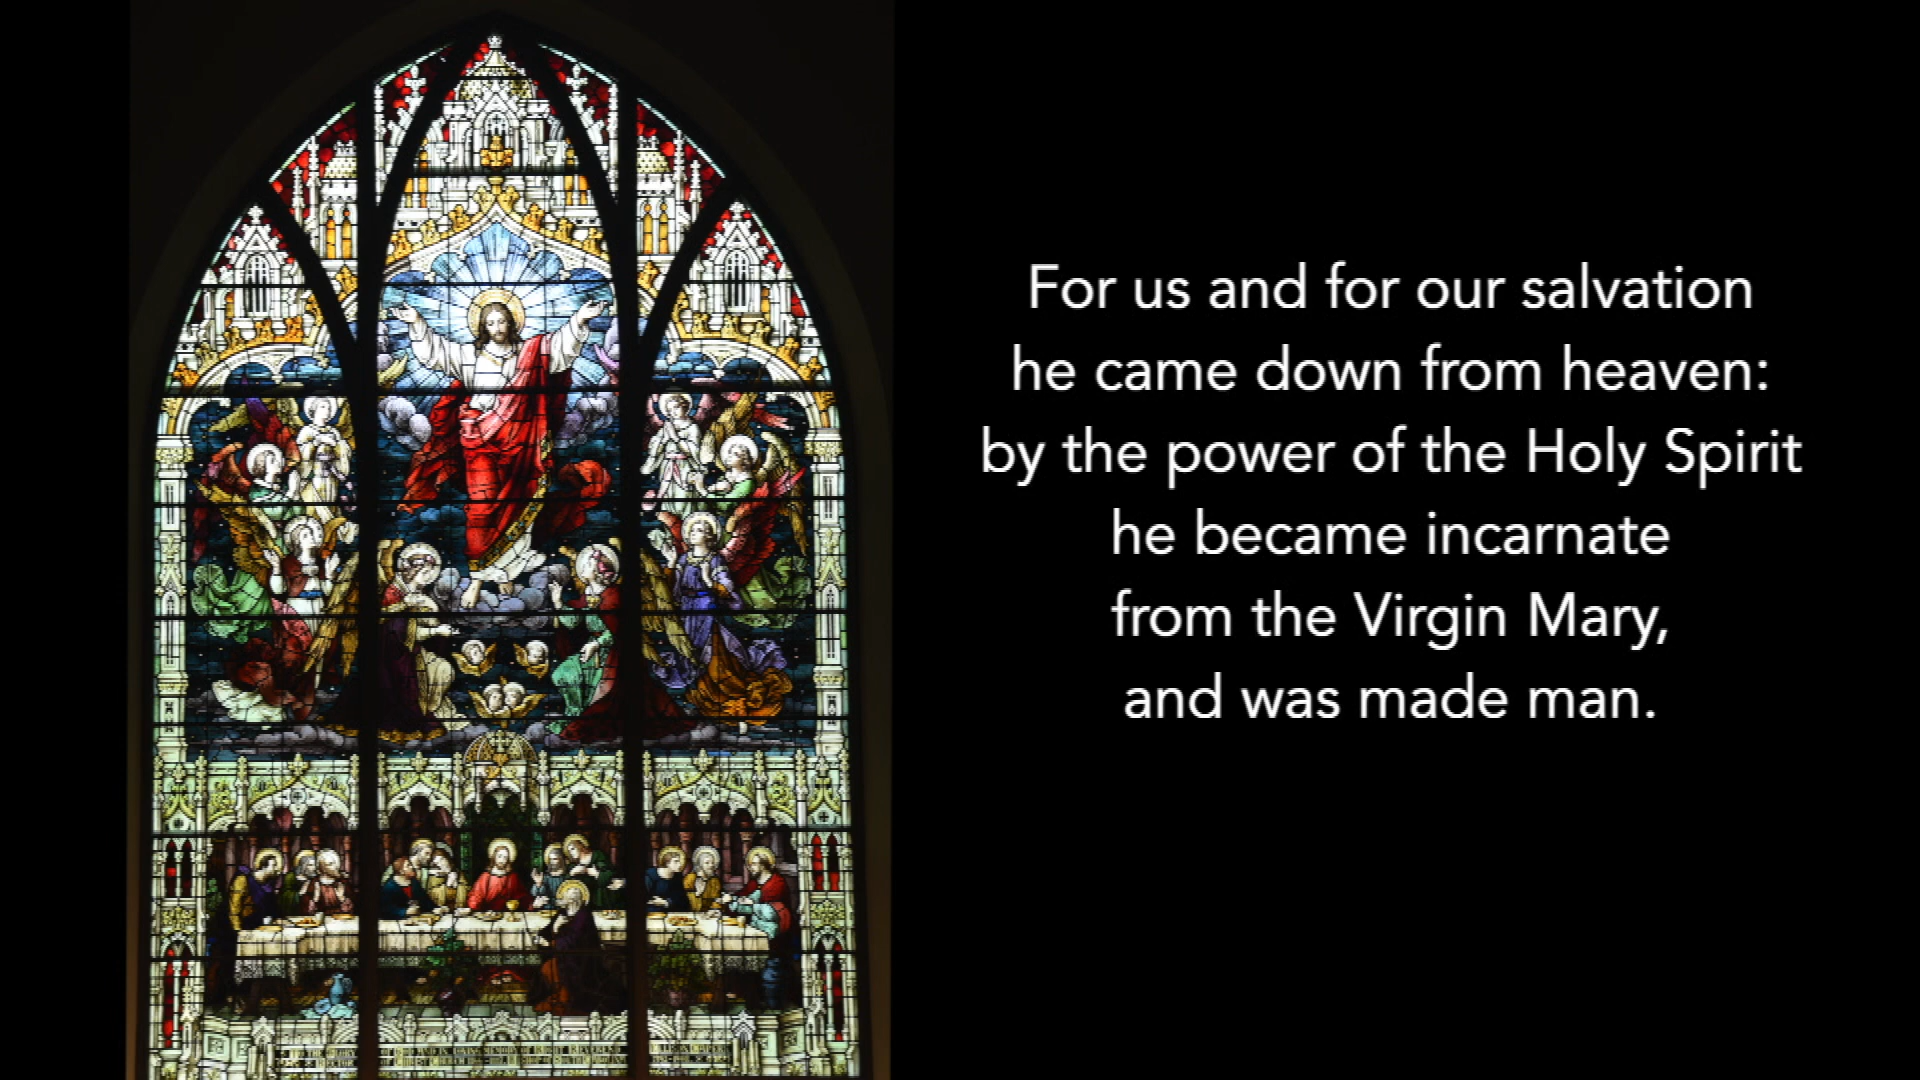 For us and for our salvation
he came down from heaven:
by the power of the Holy Spirit
he became incarnate
from the Virgin Mary,
and was made man.